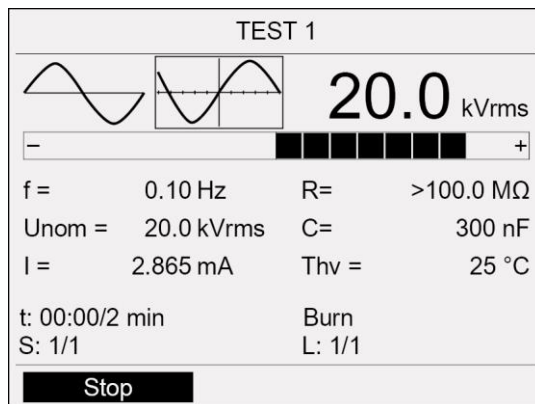 TEST 1
20.0 kVrms
− +
f = 0.10 Hz R= >100.0 MΩ
Unom = 20.0 kVrms C= 300 nF
I = 2.865 mA Thv = 25 °C
t: 00:00/2 min Burn
S: 1/1 L: 1/1
Stop